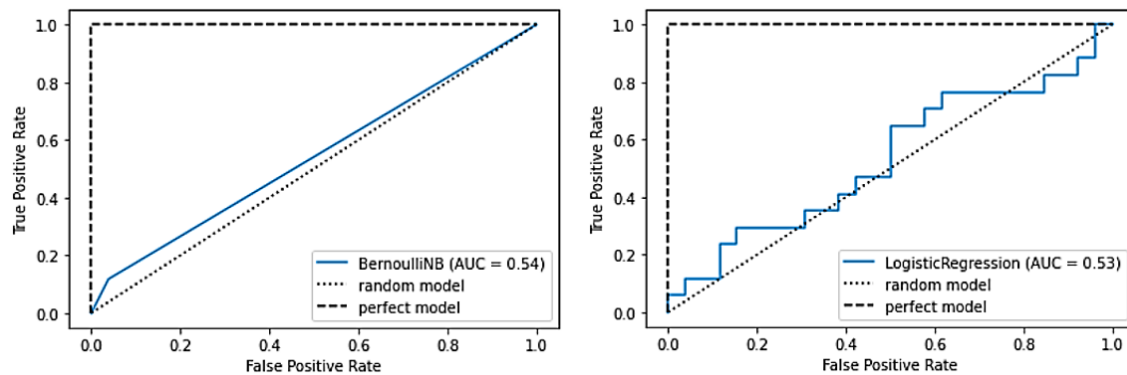 1.0
0.8
0.6
0.4
0.2
0.0
True Positive Rate
BernoulliNB (AUC = 0.54)
random model
perfect model
0.0 0.2 0.4 0.6 0.8 1.0
False Positive Rate
1.0
0.8
0.6
0.4
0.2
0.0
True Positive Rate
LogisticRegression (AUC = 0.53)
random model
perfect model
0.0 0.2 0.4 0.6 0.8 1.0
False Positive Rate